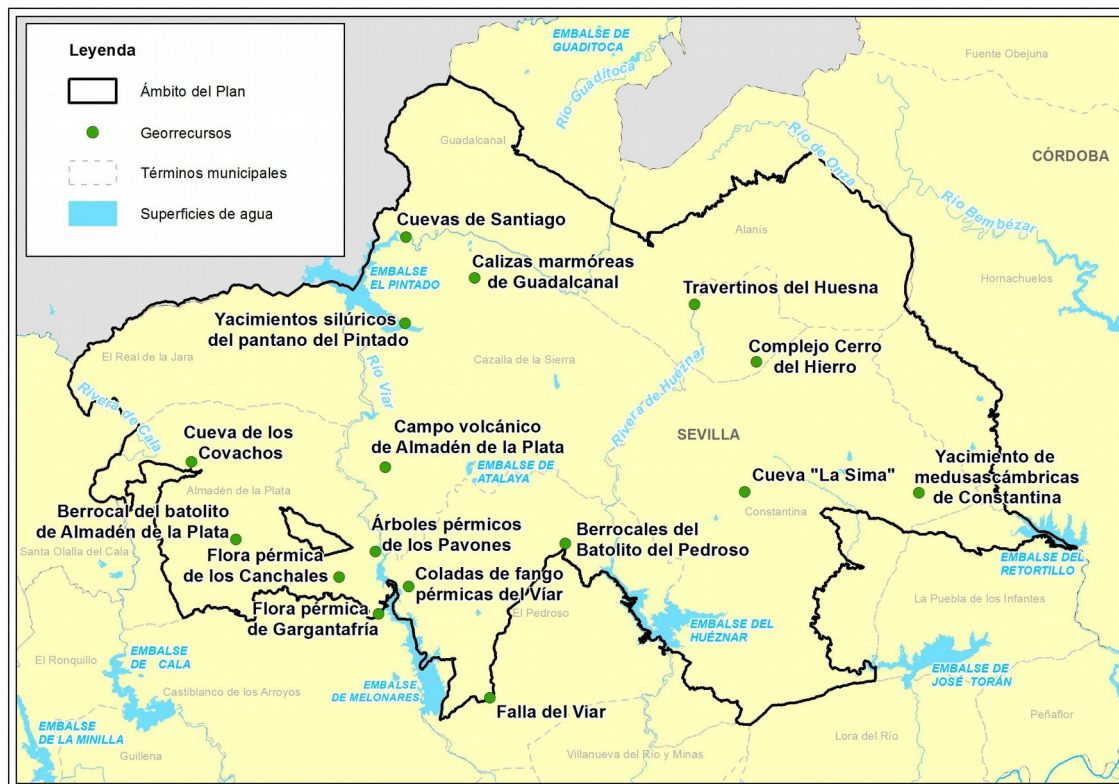 Leyenda
Ámbito del Plan
Georrecursos
Términos municipales
Superficies de agua
EMBALSE DE
GUADITOCA
Río Guaditoca
Fuente Obejuna
Guadalcanal
Río de Onza
CÓRDOBA
Río Bembézar
Cuevas de Santiago
Alanís
EMBALSE
EL PINTADO
Calizas marmóreas
de Guadalcanal
Travertinos del Huesna
Hornachuelos
Yacimientos silúricos
del pantano del Pintado
El Real de la Jara
Cazalla de la Sierra
Complejo Cerro
del Hierro
Río Viar
Rivera de Huéznar
Rivera de Cala
Campo volcánico
de Almadén de la Plata
SEVILLA
Cueva de los
Covachos
EMBALSE DE
ATALAYA
Cueva "La Sima"
Yacimiento de
medusascámbricas
de Constantina
Almadén de la Plata
Constantina
Berrocal del batolito
de Almadén de la Plata
Árboles pérmicos
de los Pavones
Berrocales del
Batolito del Pedroso
Santa Olalla del Cala
Flora pérmica
de los Canchales
EMBALSE DEL
RETORTILLO
Coladas de fango
pérmicas del Víar
La Puebla de los Infantes
Flora pérmica
de Gargantafría
El Pedroso
EMBALSE DEL
HUÉZNAR
El Ronquillo
EMBALSE
DE CALA
EMBALSE DE
JOSÉ TORÁN
Castiblanco de los Arroyos
EMBALSE
DE MELONARES
Falla del Viar
Peñaflor
EMBALSE
DE LA MINILLA
Guillena
Villanueva del Río y Minas
Lora del Río